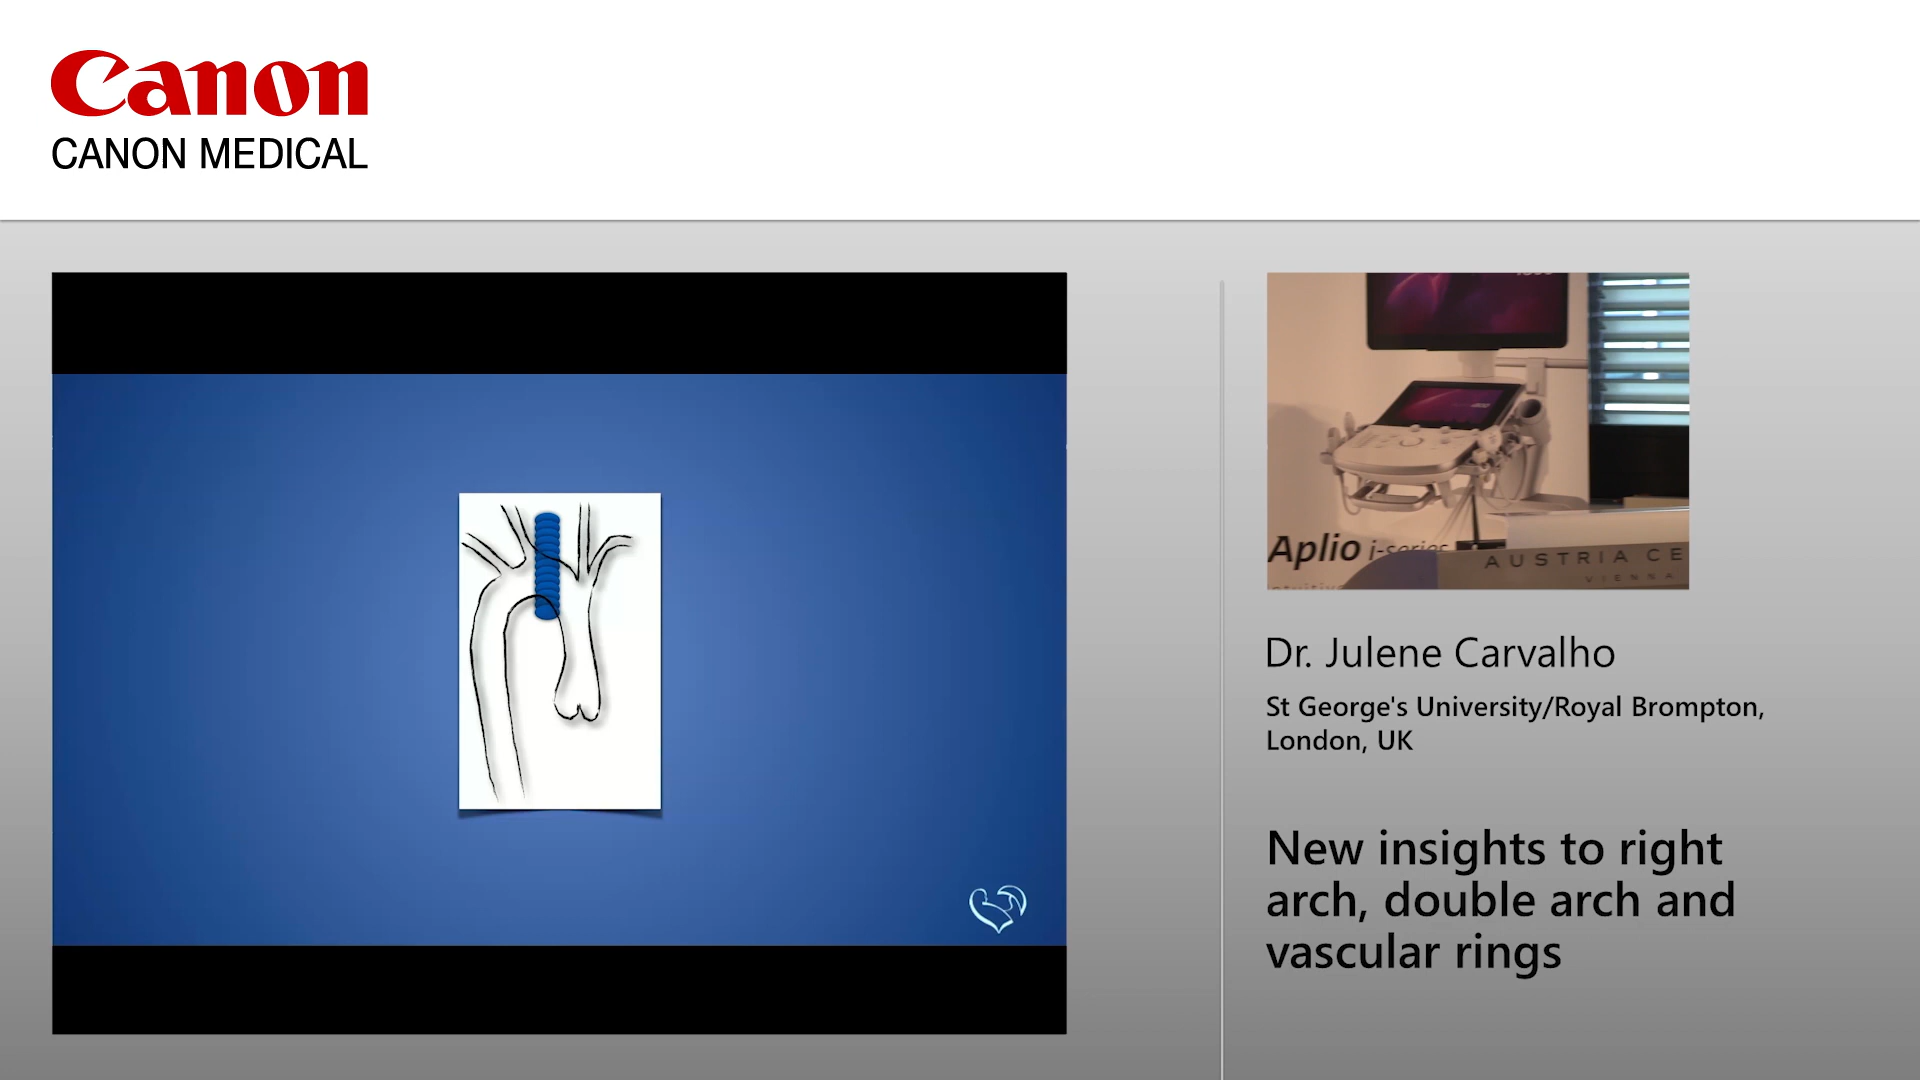 Canon
CANON MEDICAL
Aplio i-series
AUSTRIA CE
VIENNA
Dr. Julene Carvalho
St George's University/Royal Brompton,
London, UK
New insights to right
arch, double arch and
vascular rings